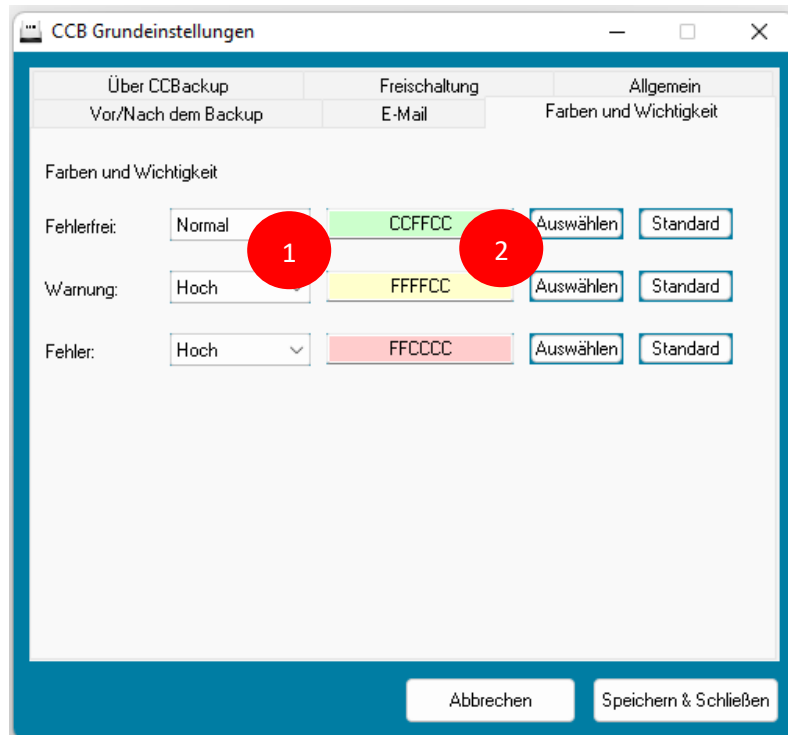 CCB Grundeinstellungen
Über CCBackup Freischaltung Allgemein
Vor/Nach dem Backup E-Mail Farben und Wichtigkeit
Farben und Wichtigkeit
Fehlerfrei: Normal 1 CCFFCC 2 Auswählen Standard
Warnung: Hoch FFFFCC Auswählen Standard
Fehler: Hoch FFCCCC Auswählen Standard
Abbrechen Speichern & Schließen